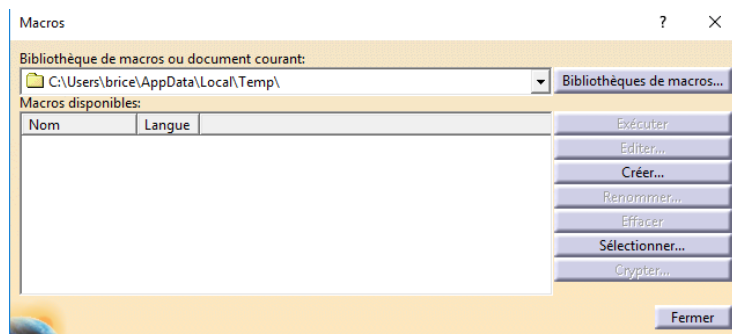 Macros ? ×
Bibliothèque de macros ou document courant:
C:\Users\brice\AppData\Local\Temp\ Bibliothèques de macros...
Macros disponibles:
Nom Langue
Exécuter
Editer...
Créer...
Renommer...
Effacer
Sélectionner...
Crypter...
Fermer